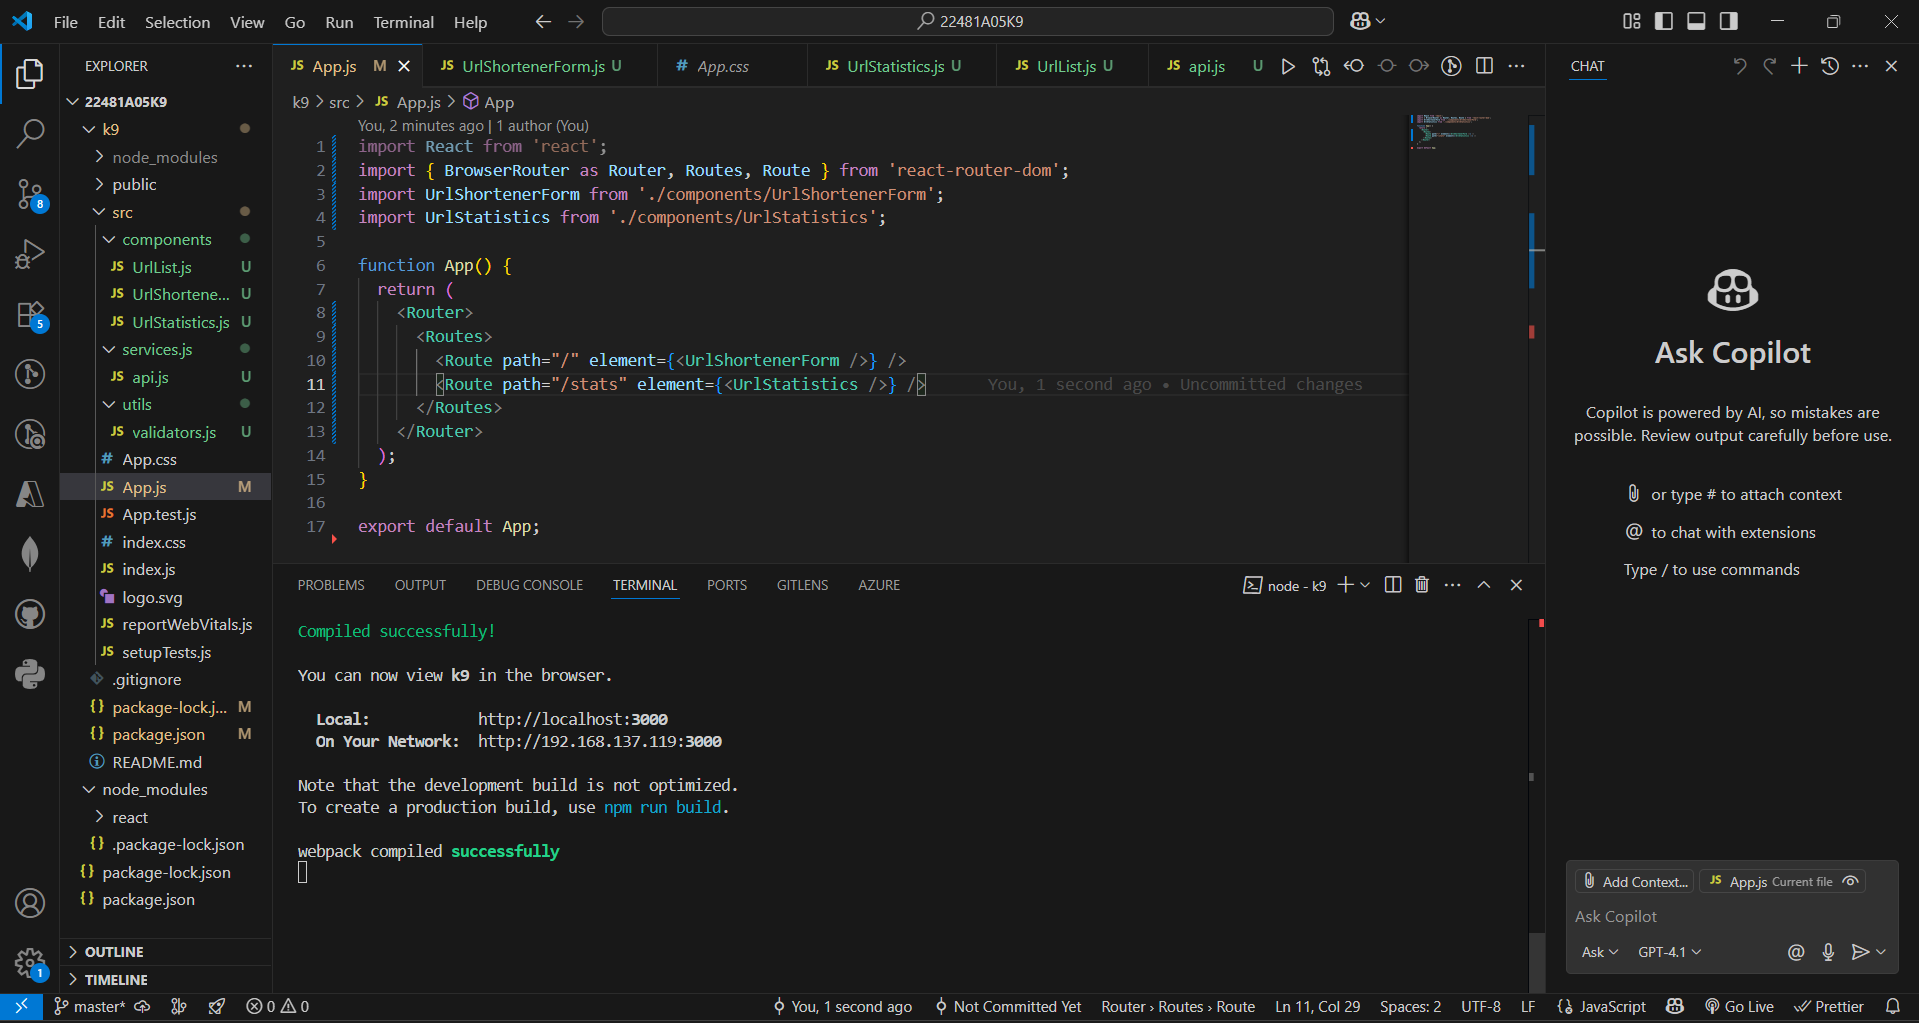 File Edit Selection View Go Run Terminal Help
22481A05K9
EXPLORER
22481A05K9
k9
node_modules
public
src
components
JS UrlList.js U
JS UrlShortene... U
JS UrlStatistics.js U
services.js
JS api.js U
utils
JS validators.js U
# App.css
JS App.js M
JS App.test.js
# index.css
JS index.js
logo.svg
JS reportWebVitals.js
JS setupTests.js
.gitignore
{} package-lock.j... M
{} package.json M
README.md
node_modules
react
{} .package-lock.json
{} package-lock.json
{} package.json
OUTLINE
TIMELINE
8
5
1
JS App.js M
JS UrlShortenerForm.js U
# App.css
JS UrlStatistics.js U
JS UrlList.js U
JS api.js U
k9 > src > JS App.js > App
You, 2 minutes ago | 1 author (You)
1 import React from 'react';
2 import { BrowserRouter as Router, Routes, Route } from 'react-router-dom';
3 import UrlShortenerForm from './components/UrlShortenerForm';
4 import UrlStatistics from './components/UrlStatistics';
5
6 function App() {
7 return (
8 <Router>
9 <Routes>
10 <Route path="/" element={<UrlShortenerForm />} />
11 <Route path="/stats" element={<UrlStatistics />} /> You, 1 second ago • Uncommitted changes
12 </Routes>
13 </Router>
14 );
15 }
16
17 export default App;
PROBLEMS OUTPUT DEBUG CONSOLE TERMINAL PORTS GITLENS AZURE
node - k9
Compiled successfully!
You can now view k9 in the browser.
Local: http://localhost:3000
On Your Network: http://192.168.137.119:3000
Note that the development build is not optimized.
To create a production build, use npm run build.
webpack compiled successfully
CHAT
Ask Copilot
Copilot is powered by AI, so mistakes are
possible. Review output carefully before use.
or type # to attach context
@ to chat with extensions
Type / to use commands
Add Context... JS App.js Current file
Ask Copilot
Ask GPT-4.1 @
master* 0 0 You, 1 second ago Not Committed Yet Router › Routes › Route Ln 11, Col 29 Spaces: 2 UTF-8 LF {} JavaScript Go Live Prettier